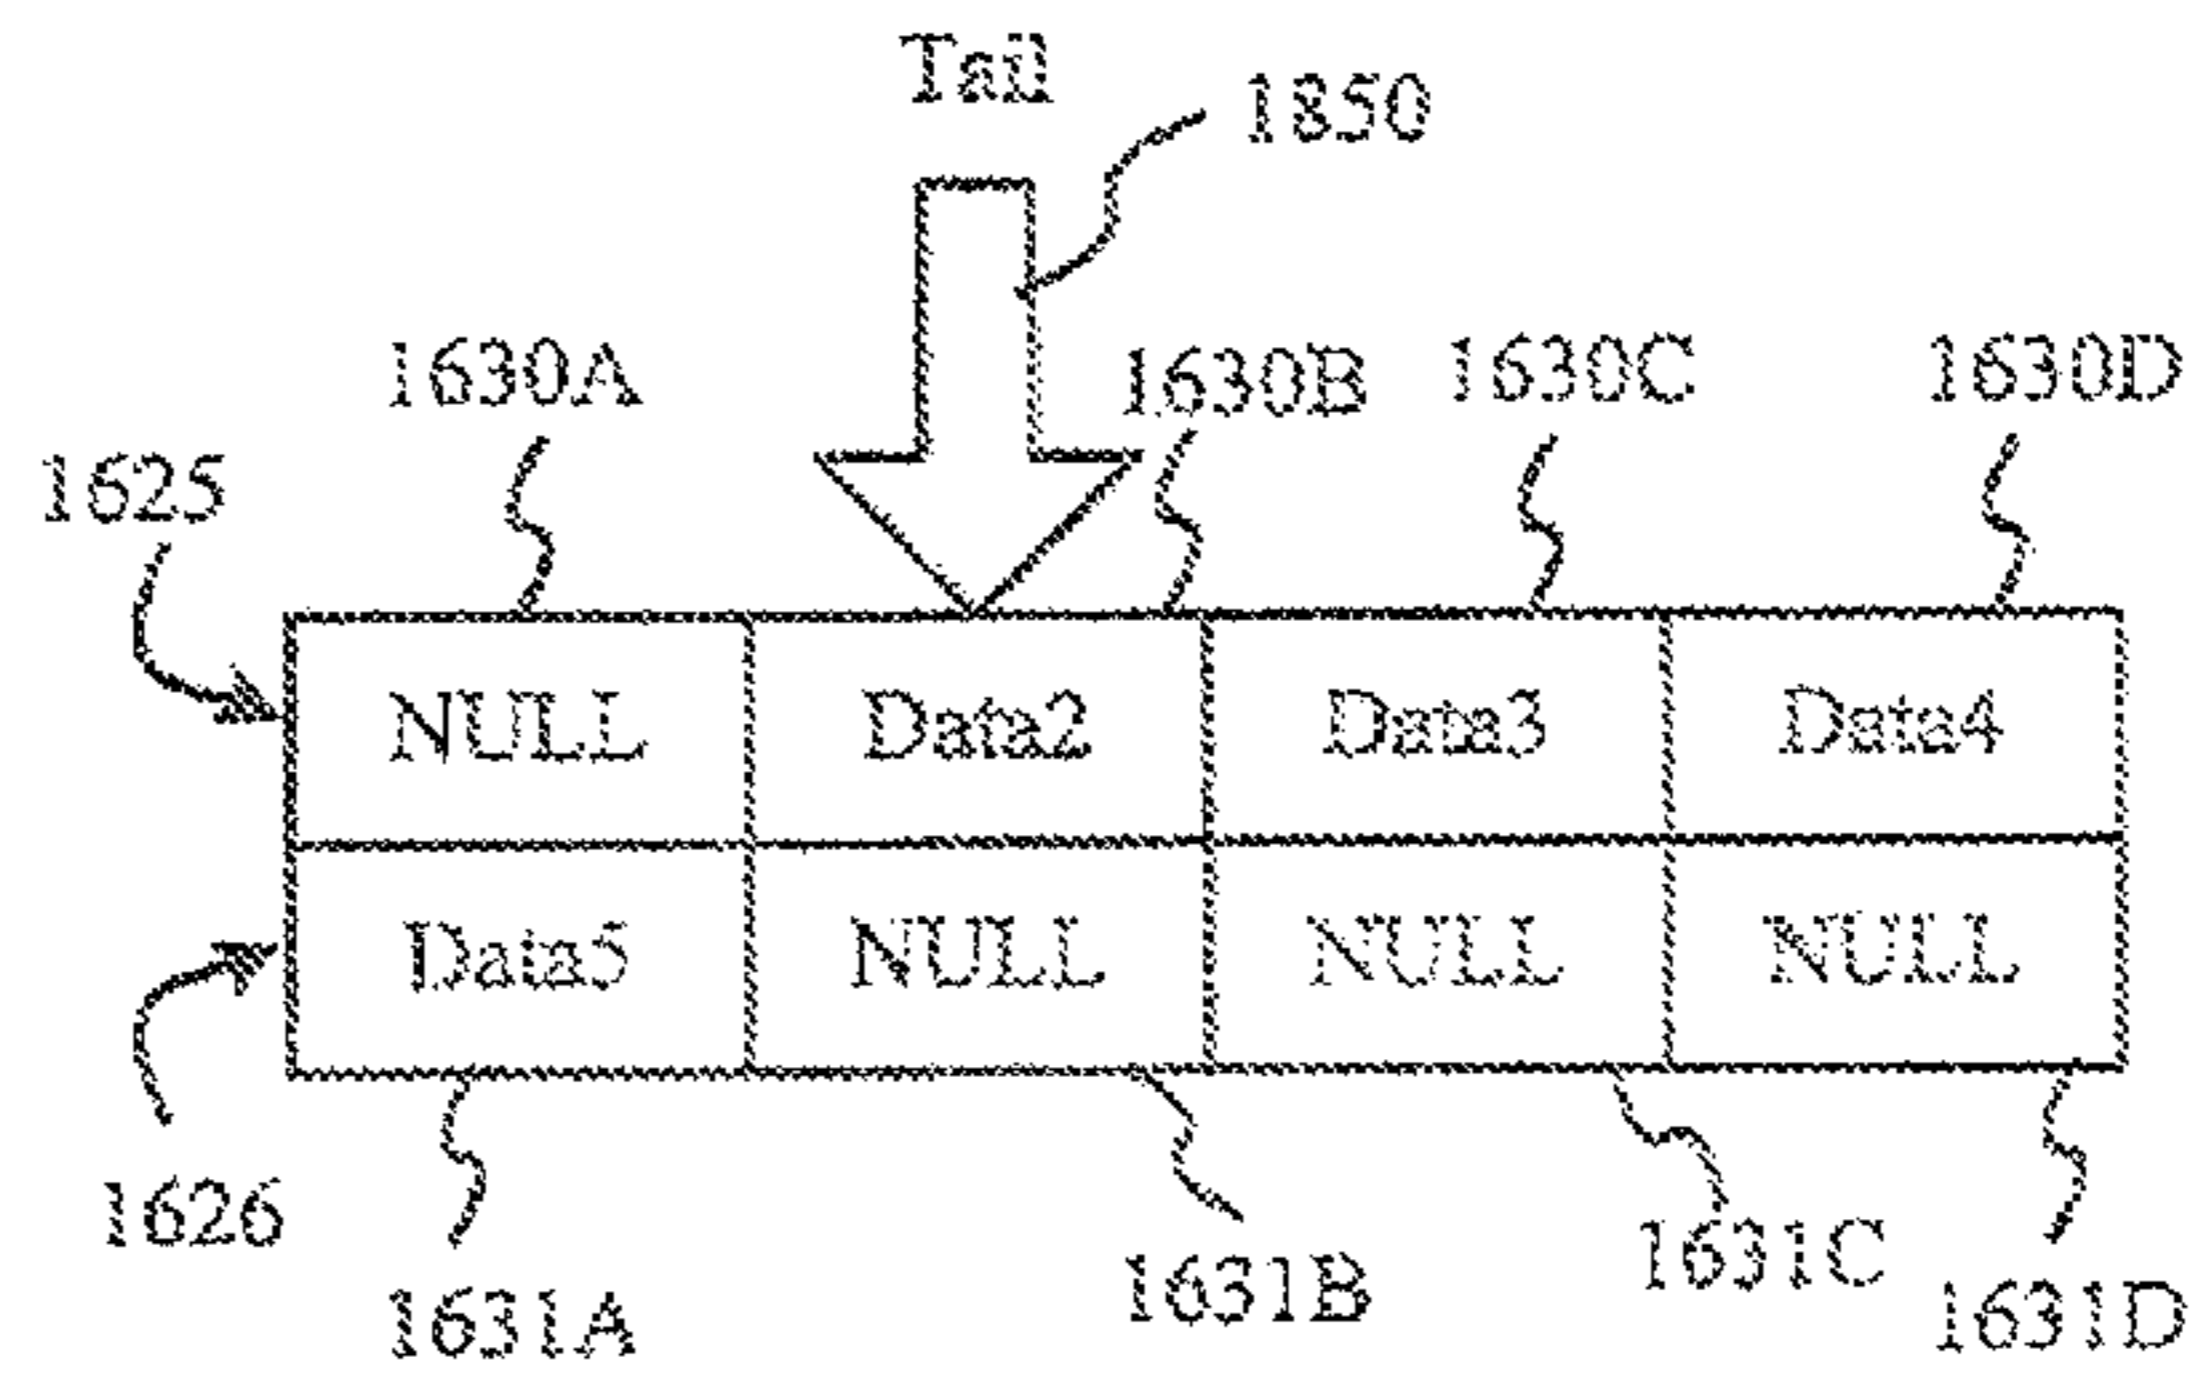 Tail
1850
1630A 1630B 1630C 1630D
1625
NULL Data2 Data3 Data4
Data5 NULL NULL NULL
1626
1631A 1631B 1631C 1631D